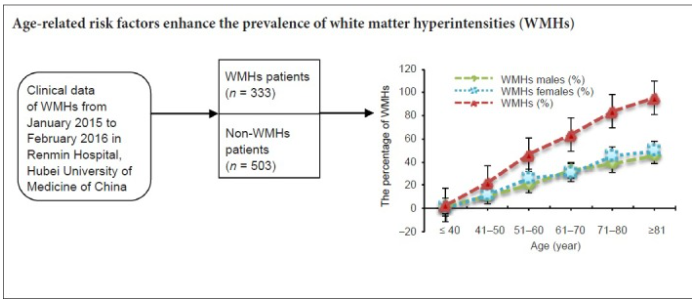 Age-related risk factors enhance the prevalence of white matter hyperintensities (WMHs)
Clinical data
of WMHs from
January 2015 to
February 2016 in
Renmin Hospital,
Hubei University of
Medicine of China
WMHs patients
(n = 333)
Non-WMHs
patients
(n = 503)
The percentage of WMHs
120
100
80
60
40
20
0
–20
WMHs males (%)
WMHs females (%)
WMHs (%)
≤ 40 41–50 51–60 61–70 71–80 ≥81
Age (year)